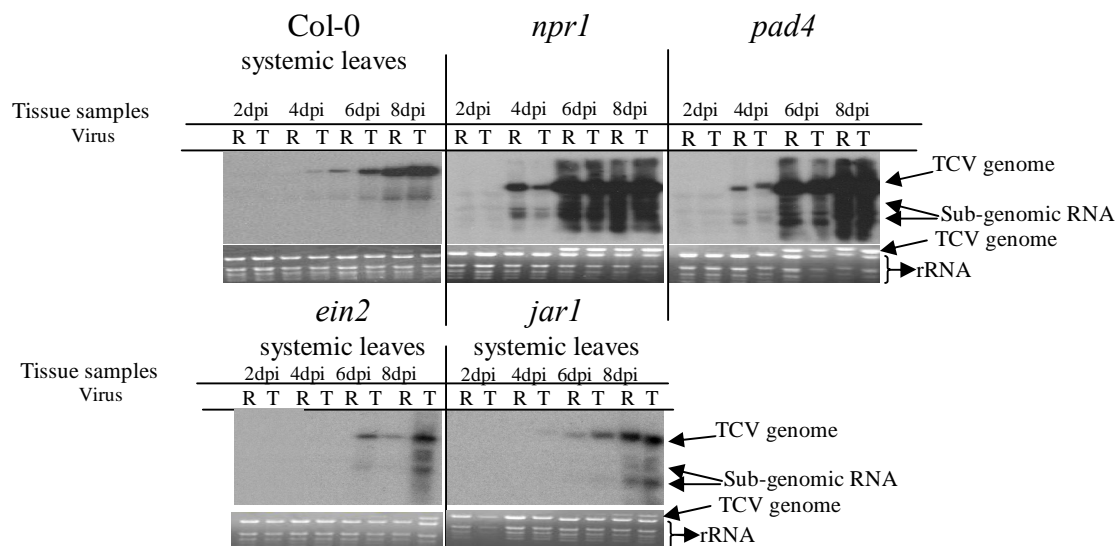 Col-0 npr1 pad4
systemic leaves
Tissue samples 2dpi 4dpi 6dpi 8dpi 2dpi 4dpi 6dpi 8dpi 2dpi 4dpi 6dpi 8dpi
Virus R T R T R T R T R T R T R T R T R T R T R T R T
TCV genome
Sub-genomic RNA
TCV genome
rRNA
ein2 jar1
systemic leaves systemic leaves
Tissue samples 2dpi 4dpi 6dpi 8dpi 2dpi 4dpi 6dpi 8dpi
Virus R T R T R T R T R T R T R T R T
TCV genome
Sub-genomic RNA
TCV genome
rRNA